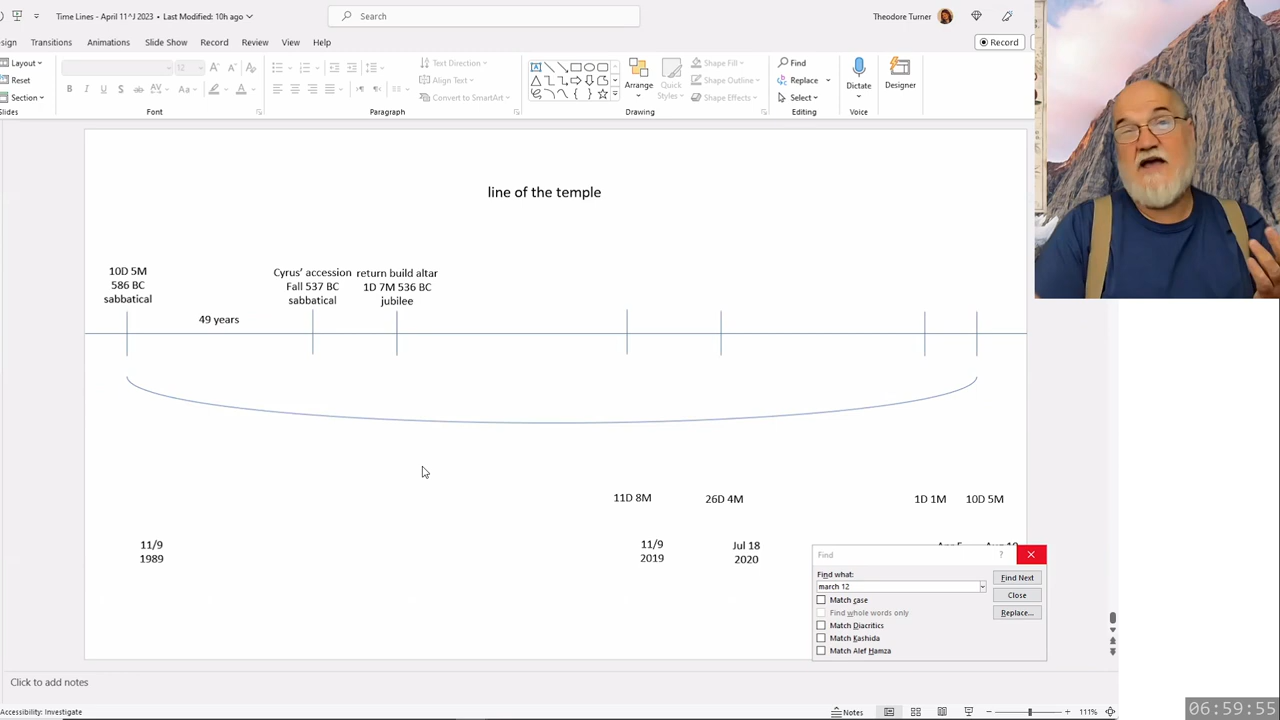 Time Lines - April 11^J 2023 • Last Modified: 10h ago
Search
Theodore Turner
Transitions Animations Slide Show Record Review View Help
Record
Layout
Reset
Section
12
Text Direction
Align Text
Convert to SmartArt
Arrange
Quick
Styles
Shape Fill
Shape Outline
Shape Effects
Find
Replace
Select
Dictate
Designer
Font
Paragraph
Drawing
Editing
Voice
line of the temple
10D 5M
586 BC
sabbatical
49 years
Cyrus' accession
Fall 537 BC
sabbatical
return build altar
1D 7M 536 BC
jubilee
11D 8M
26D 4M
1D 1M
10D 5M
11/9
1989
11/9
2019
Jul 18
2020
Find
?
Find what:
march 12
Match case
Find whole words only
Match Diacritics
Match Kashida
Match Alef Hamza
Find Next
Close
Replace...
Click to add notes
Accessibility: Investigate
Notes
111%
06:59:55